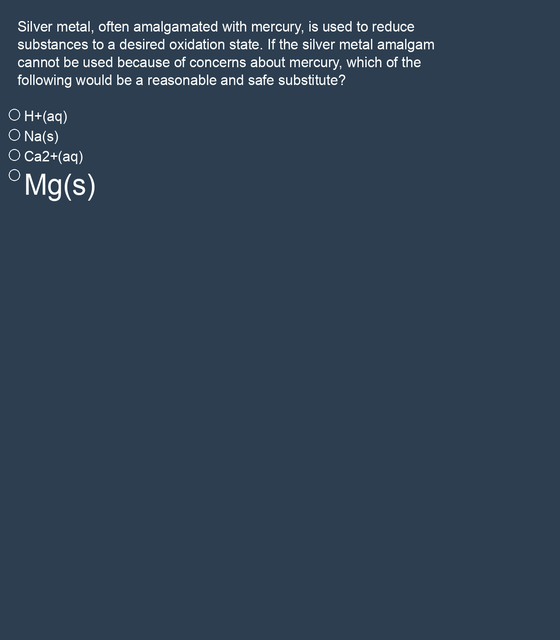 Silver metal, often amalgamated with mercury, is used to reduce
substances to a desired oxidation state. If the silver metal amalgam
cannot be used because of concerns about mercury, which of the
following would be a reasonable and safe substitute?
H+(aq)
Na(s)
Ca2+(aq)
Mg(s)